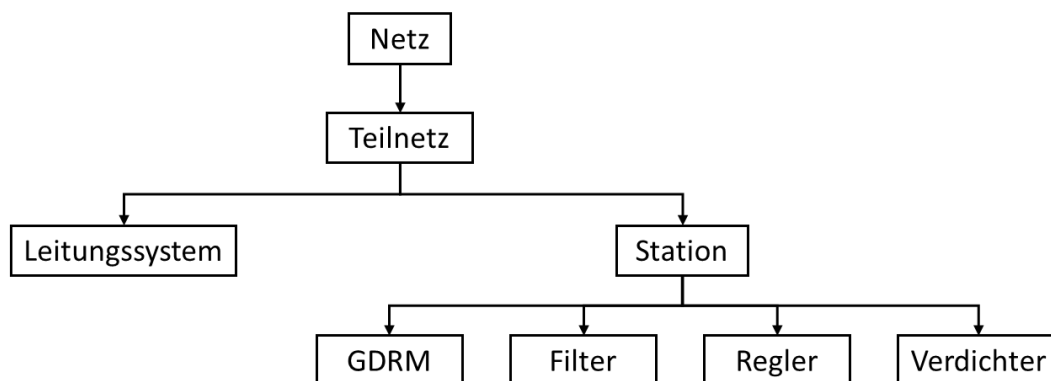 Netz
Teilnetz
Leitungssystem
Station
GDRM
Filter
Regler
Verdichter